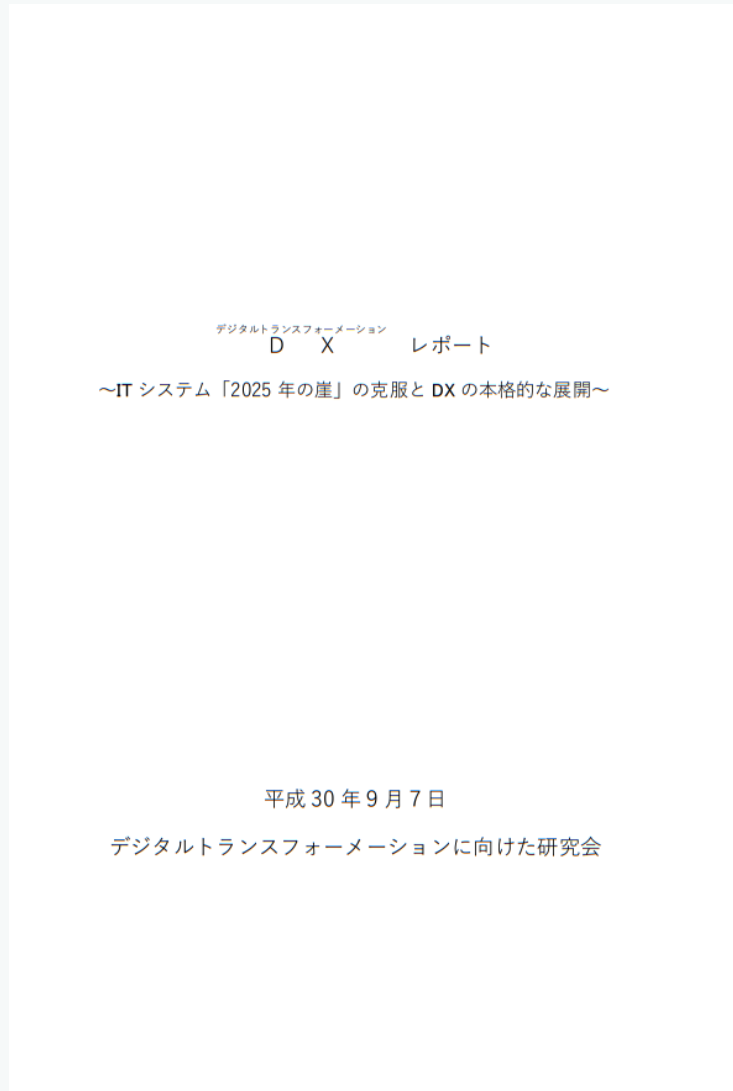 デジタルトランスフォーメーション
D X レポート
～IT システム「2025 年の崖」の克服と DX の本格的な展開～
平成 30 年 9 月 7 日
デジタルトランスフォーメーションに向けた研究会